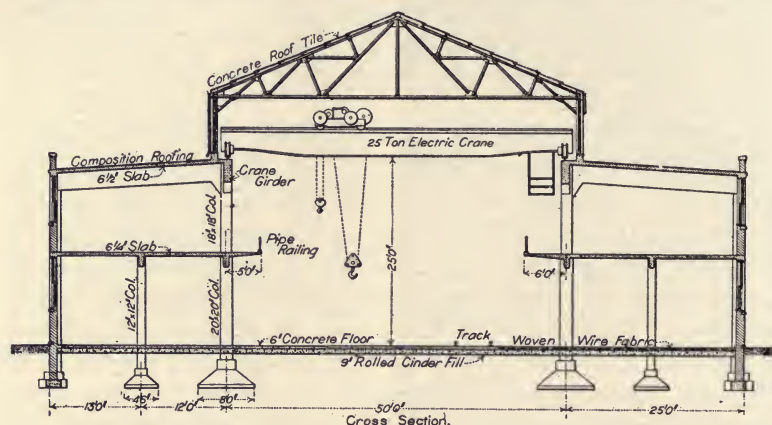 Concrete Roof Tile
25 Ton Electric Crane
Composition Roofing
6½" Slab
Crane
Girder
18"x18" Col.
25'0"
Pipe
Railing
6¼" Slab
5'0"
6'0"
12"x12" Col.
20"x20" Col.
6" Concrete Floor
Track
Woven Wire Fabric
9" Rolled Cinder Fill
13'0"
4'6"
12'0"
50'0"
25'0"
Cross Section.